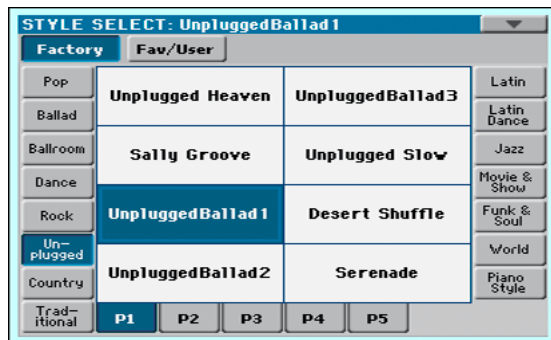 STYLE SELECT: UnpluggedBallad1
Factory Fav/User
Pop
Ballad
Ballroom
Dance
Rock
Un-
plugged
Country
Trad-
itional
Unplugged Heaven UnpluggedBallad3
Sally Groove Unplugged Slow
UnpluggedBallad1 Desert Shuffle
UnpluggedBallad2 Serenade
Latin
Latin
Dance
Jazz
Movie &
Show
Funk &
Soul
World
Piano
Style
P1 P2 P3 P4 P5